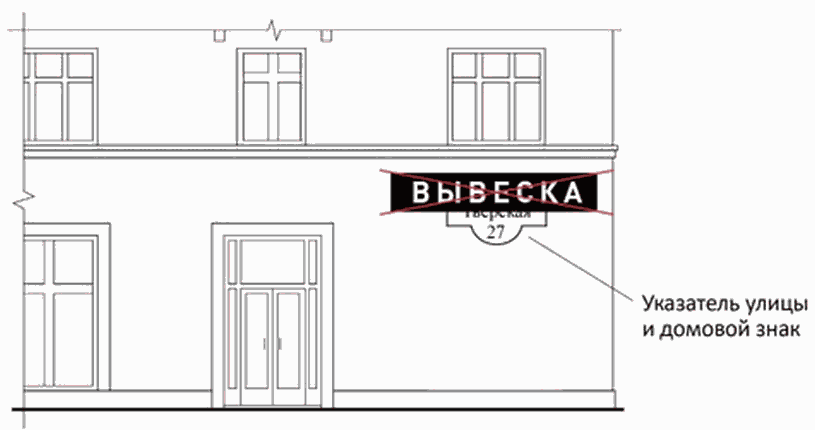 ВЫВЕСКА
Тверская
27
Указатель улицы
и домовой знак